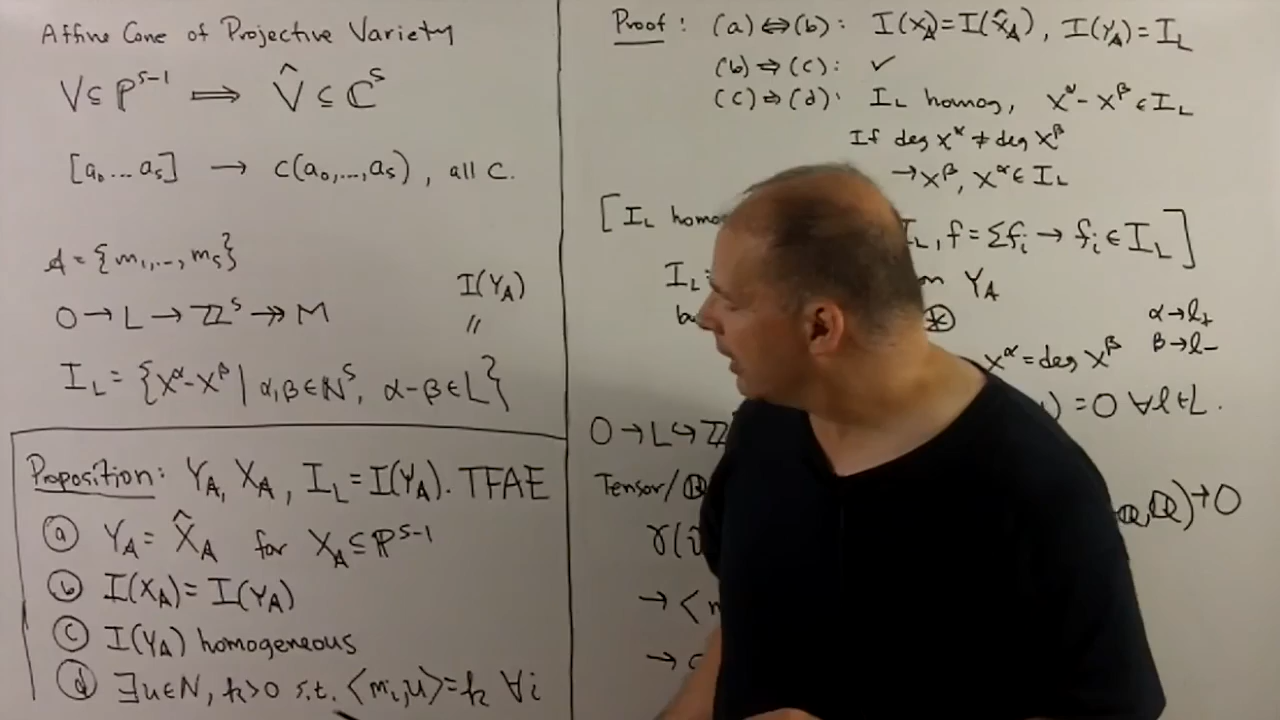 Affine Cone of Projective Variety
V ⊆ P^{s-1} ⟹ V̂ ⊆ ℂ^s
[a_0 ... a_s] → c(a_0,...,a_s), all c.
A = {m_1,..,m_s}
0 → L → ℤ^s ↠ M
I(Y_A)
"
I_L = {x^α - x^β | α,β ∈ ℕ^s, α-β ∈ L}
Proposition: Y_A, X_A, I_L = I(Y_A). TFAE
ⓐ Y_A = X̂_A for X_A ⊆ ℙ^{s-1}
ⓑ I(X_A) = I(Y_A)
ⓒ I(Y_A) homogeneous
ⓓ ∃u∈N, k>0 s.t. <m_i,u> = k ∀i
Proof: (a)⇔(b): I(X_A)=I(X̂_A), I(Y_A)=I_L
(b)⇒(c): ✓
(c)⇒(d): I_L homog, x^α - x^β ∈ I_L
If deg x^α ≠ deg x^β
→ x^β, x^α ∈ I_L
[I_L homo I_L, f = Σf_i → f_i ∈ I_L]
I_L = on Y_A
⊛
α → l_+
β → l_-
x^α = deg x^β
) = 0 ∀l∈L.
0 → L ↪ ℤ
Tensor/ℚ
ℚ) → 0
→ <m
→